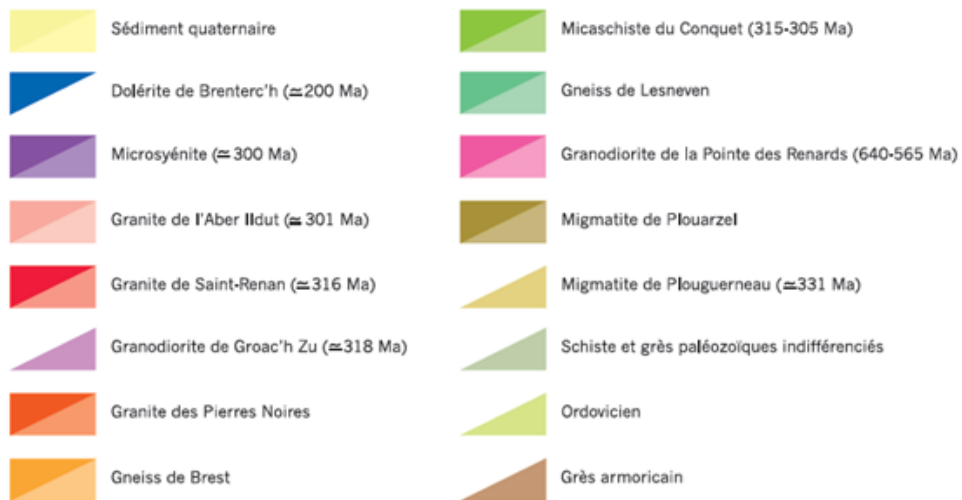 Sédiment quaternaire
Dolérite de Brenterc'h (≃200 Ma)
Microsyénite (≃ 300 Ma)
Granite de l'Aber Ildut (≃ 301 Ma)
Granite de Saint-Renan (≃316 Ma)
Granodiorite de Groac'h Zu (≃318 Ma)
Granite des Pierres Noires
Gneiss de Brest
Micaschiste du Conquet (315-305 Ma)
Gneiss de Lesneven
Granodiorite de la Pointe des Renards (640-565 Ma)
Migmatite de Plouarzel
Migmatite de Plouguerneau (≃331 Ma)
Schiste et grès paléozoïques indifférenciés
Ordovicien
Grès armoricain